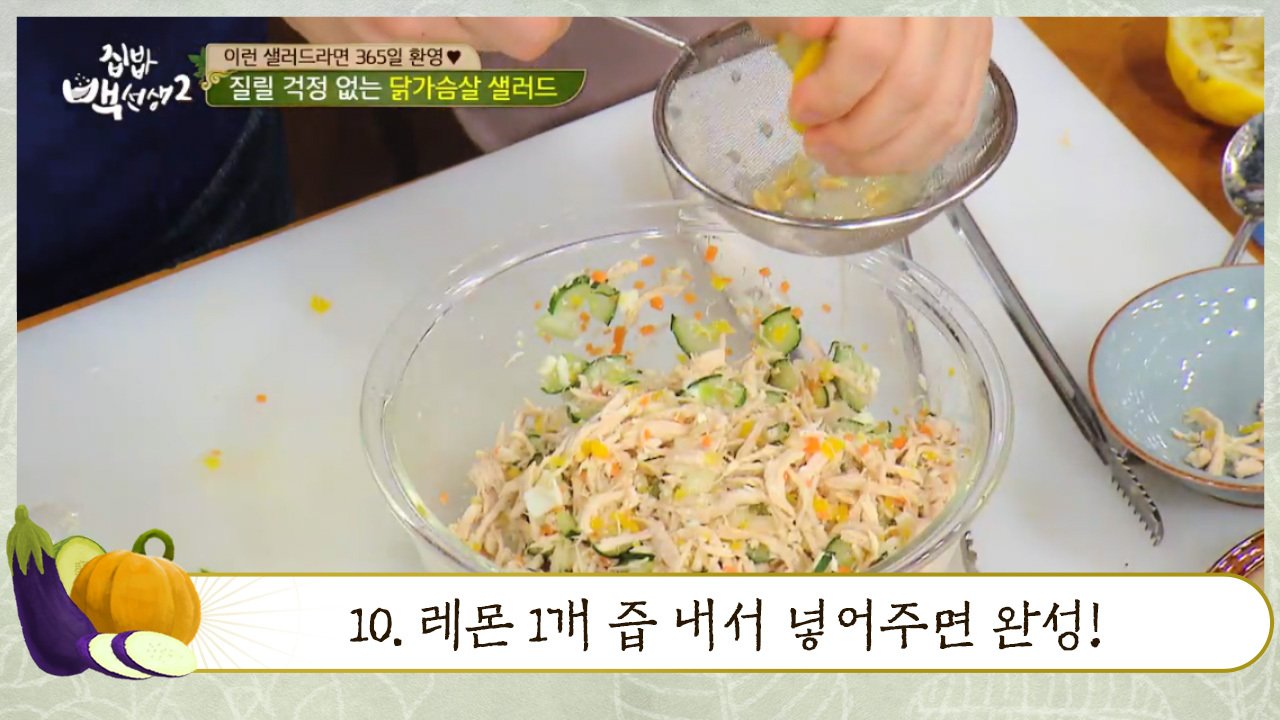 집밥
백선생2
이런 샐러드라면 365일 환영♥
질릴 걱정 없는 닭가슴살 샐러드
10. 레몬 1개 즙 내서 넣어주면 완성!